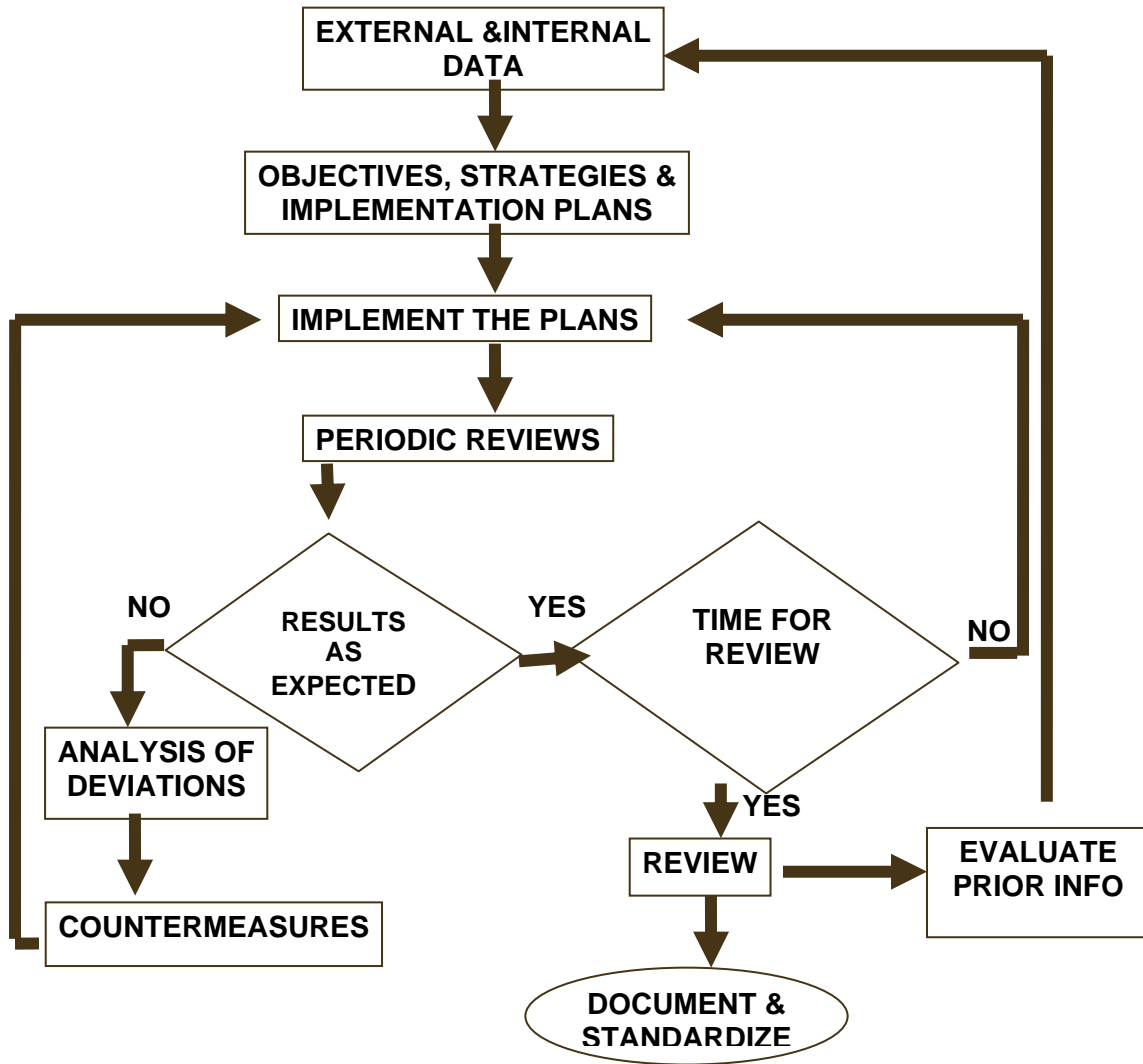 EXTERNAL &INTERNAL
DATA
OBJECTIVES, STRATEGIES &
IMPLEMENTATION PLANS
IMPLEMENT THE PLANS
PERIODIC REVIEWS
NO
RESULTS
AS
EXPECTED
YES
TIME FOR
REVIEW
NO
ANALYSIS OF
DEVIATIONS
YES
COUNTERMEASURES
REVIEW
EVALUATE
PRIOR INFO
DOCUMENT &
STANDARDIZE